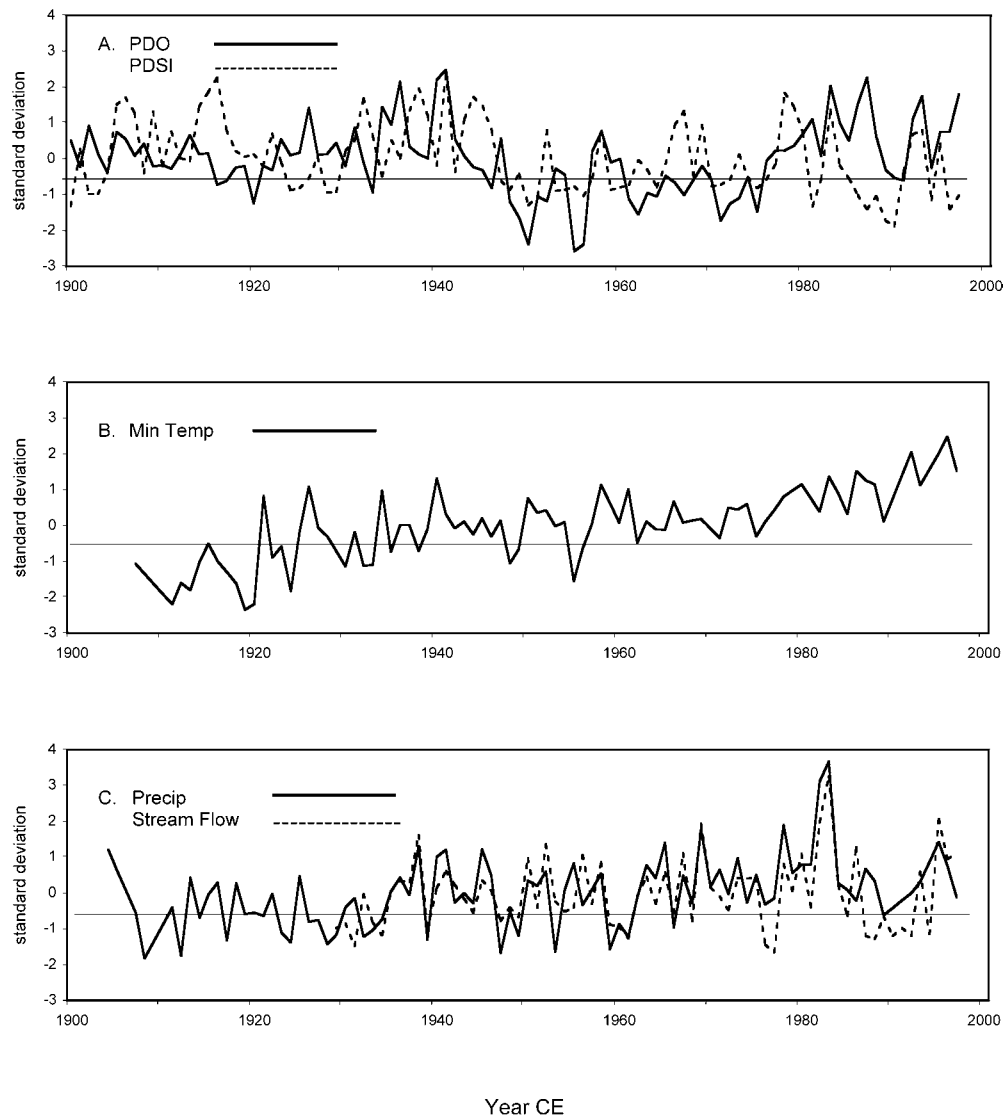 4
3
2
1
0
-1
-2
-3
standard deviation
A. PDO
PDSI
1900 1920 1940 1960 1980 2000
4
3
2
1
0
-1
-2
-3
standard deviation
B. Min Temp
1900 1920 1940 1960 1980 2000
4
3
2
1
0
-1
-2
-3
standard deviation
C. Precip
Stream Flow
1900 1920 1940 1960 1980 2000
Year CE